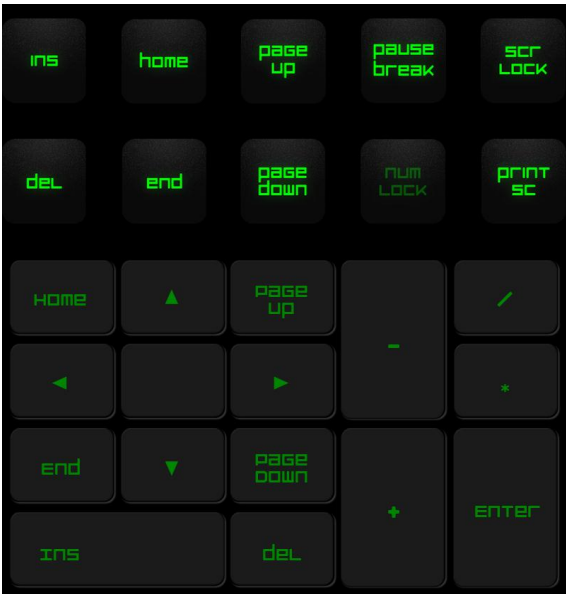 ins
home
page
up
pause
break
scr
LOCK
del
end
page
down
num
LOCK
print
sc
Home
▲
page
up
-
/
◄
►
*
End
▼
page
Down
+
Enter
Ins
del